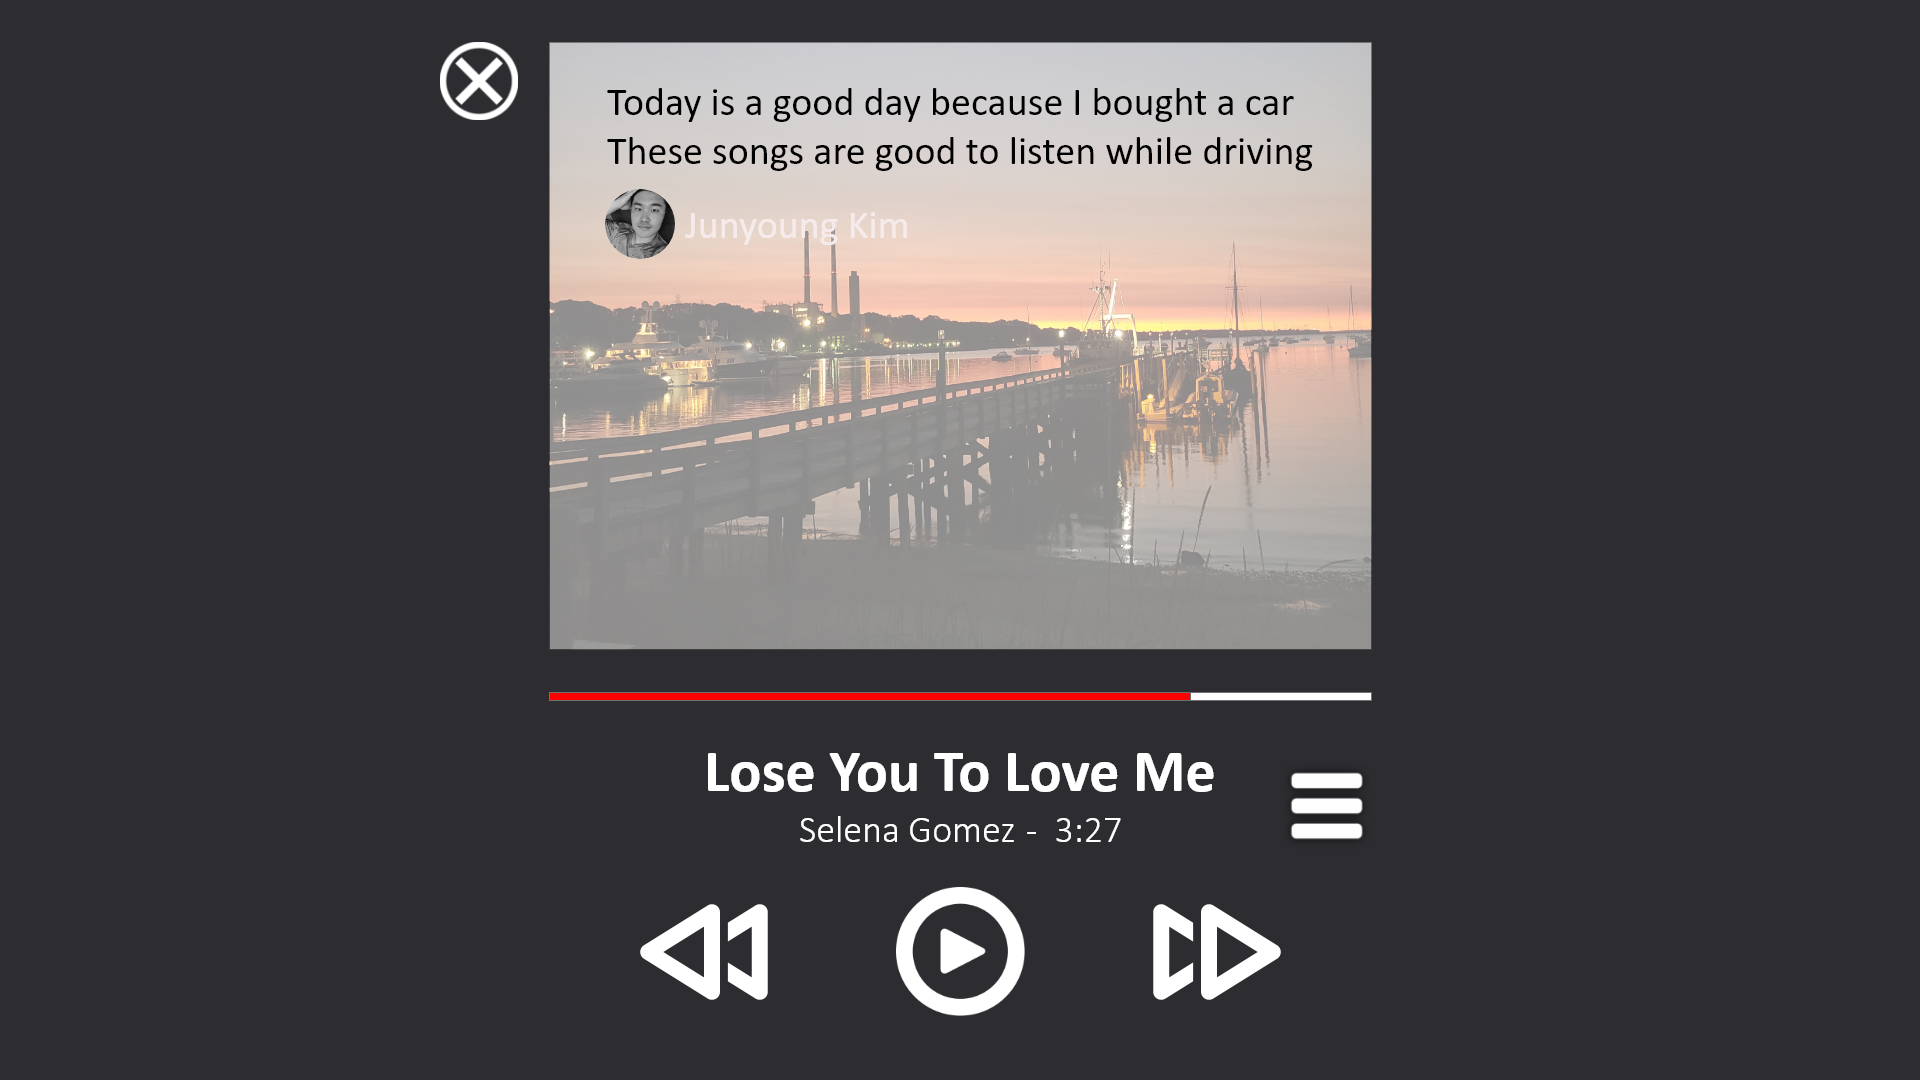 Today is a good day because I bought a car
These songs are good to listen while driving
Junyoung Kim
Lose You To Love Me
Selena Gomez - 3:27